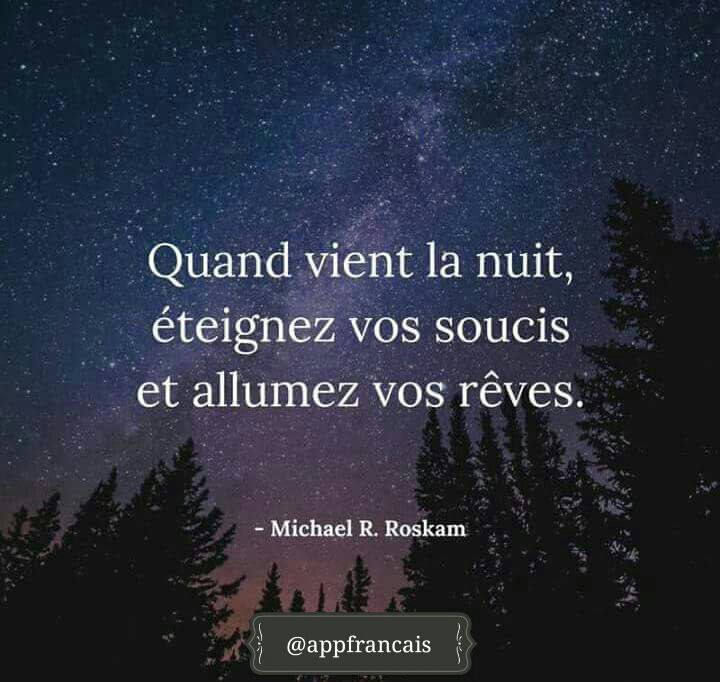 Quand vient la nuit,
éteignez vos soucis
et allumez vos rêves.
- Michael R. Roskam
@appfrancais